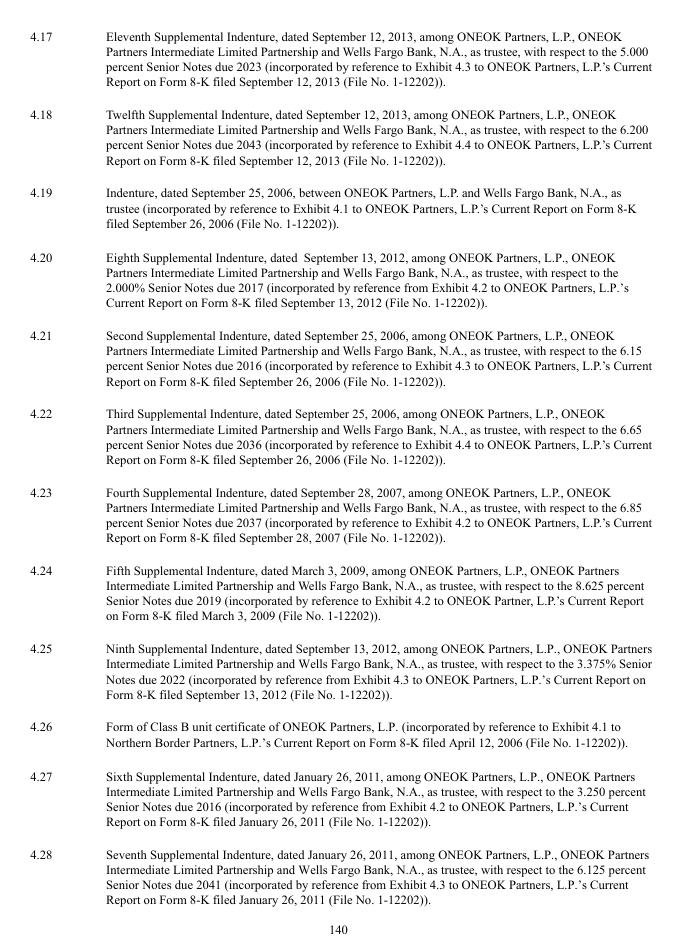 4.17 Eleventh Supplemental Indenture, dated September 12, 2013, among ONEOK Partners, L.P., ONEOK
Partners Intermediate Limited Partnership and Wells Fargo Bank, N.A., as trustee, with respect to the 5.000
percent Senior Notes due 2023 (incorporated by reference to Exhibit 4.3 to ONEOK Partners, L.P.'s Current
Report on Form 8-K filed September 12, 2013 (File No. 1-12202)).
4.18 Twelfth Supplemental Indenture, dated September 12, 2013, among ONEOK Partners, L.P., ONEOK
Partners Intermediate Limited Partnership and Wells Fargo Bank, N.A., as trustee, with respect to the 6.200
percent Senior Notes due 2043 (incorporated by reference to Exhibit 4.4 to ONEOK Partners, L.P.'s Current
Report on Form 8-K filed September 12, 2013 (File No. 1-12202)).
4.19 Indenture, dated September 25, 2006, between ONEOK Partners, L.P. and Wells Fargo Bank, N.A., as
trustee (incorporated by reference to Exhibit 4.1 to ONEOK Partners, L.P.'s Current Report on Form 8-K
filed September 26, 2006 (File No. 1-12202)).
4.20 Eighth Supplemental Indenture, dated September 13, 2012, among ONEOK Partners, L.P., ONEOK
Partners Intermediate Limited Partnership and Wells Fargo Bank, N.A., as trustee, with respect to the
2.000% Senior Notes due 2017 (incorporated by reference from Exhibit 4.2 to ONEOK Partners, L.P.'s
Current Report on Form 8-K filed September 13, 2012 (File No. 1-12202)).
4.21 Second Supplemental Indenture, dated September 25, 2006, among ONEOK Partners, L.P., ONEOK
Partners Intermediate Limited Partnership and Wells Fargo Bank, N.A., as trustee, with respect to the 6.15
percent Senior Notes due 2016 (incorporated by reference to Exhibit 4.3 to ONEOK Partners, L.P.'s Current
Report on Form 8-K filed September 26, 2006 (File No. 1-12202)).
4.22 Third Supplemental Indenture, dated September 25, 2006, among ONEOK Partners, L.P., ONEOK
Partners Intermediate Limited Partnership and Wells Fargo Bank, N.A., as trustee, with respect to the 6.65
percent Senior Notes due 2036 (incorporated by reference to Exhibit 4.4 to ONEOK Partners, L.P.'s Current
Report on Form 8-K filed September 26, 2006 (File No. 1-12202)).
4.23 Fourth Supplemental Indenture, dated September 28, 2007, among ONEOK Partners, L.P., ONEOK
Partners Intermediate Limited Partnership and Wells Fargo Bank, N.A., as trustee, with respect to the 6.85
percent Senior Notes due 2037 (incorporated by reference to Exhibit 4.2 to ONEOK Partners, L.P.'s Current
Report on Form 8-K filed September 28, 2007 (File No. 1-12202)).
4.24 Fifth Supplemental Indenture, dated March 3, 2009, among ONEOK Partners, L.P., ONEOK Partners
Intermediate Limited Partnership and Wells Fargo Bank, N.A., as trustee, with respect to the 8.625 percent
Senior Notes due 2019 (incorporated by reference to Exhibit 4.2 to ONEOK Partner, L.P.'s Current Report
on Form 8-K filed March 3, 2009 (File No. 1-12202)).
4.25 Ninth Supplemental Indenture, dated September 13, 2012, among ONEOK Partners, L.P., ONEOK Partners
Intermediate Limited Partnership and Wells Fargo Bank, N.A., as trustee, with respect to the 3.375% Senior
Notes due 2022 (incorporated by reference from Exhibit 4.3 to ONEOK Partners, L.P.'s Current Report on
Form 8-K filed September 13, 2012 (File No. 1-12202)).
4.26 Form of Class B unit certificate of ONEOK Partners, L.P. (incorporated by reference to Exhibit 4.1 to
Northern Border Partners, L.P.'s Current Report on Form 8-K filed April 12, 2006 (File No. 1-12202)).
4.27 Sixth Supplemental Indenture, dated January 26, 2011, among ONEOK Partners, L.P., ONEOK Partners
Intermediate Limited Partnership and Wells Fargo Bank, N.A., as trustee, with respect to the 3.250 percent
Senior Notes due 2016 (incorporated by reference from Exhibit 4.2 to ONEOK Partners, L.P.'s Current
Report on Form 8-K filed January 26, 2011 (File No. 1-12202)).
4.28 Seventh Supplemental Indenture, dated January 26, 2011, among ONEOK Partners, L.P., ONEOK Partners
Intermediate Limited Partnership and Wells Fargo Bank, N.A., as trustee, with respect to the 6.125 percent
Senior Notes due 2041 (incorporated by reference from Exhibit 4.3 to ONEOK Partners, L.P.'s Current
Report on Form 8-K filed January 26, 2011 (File No. 1-12202)).
140